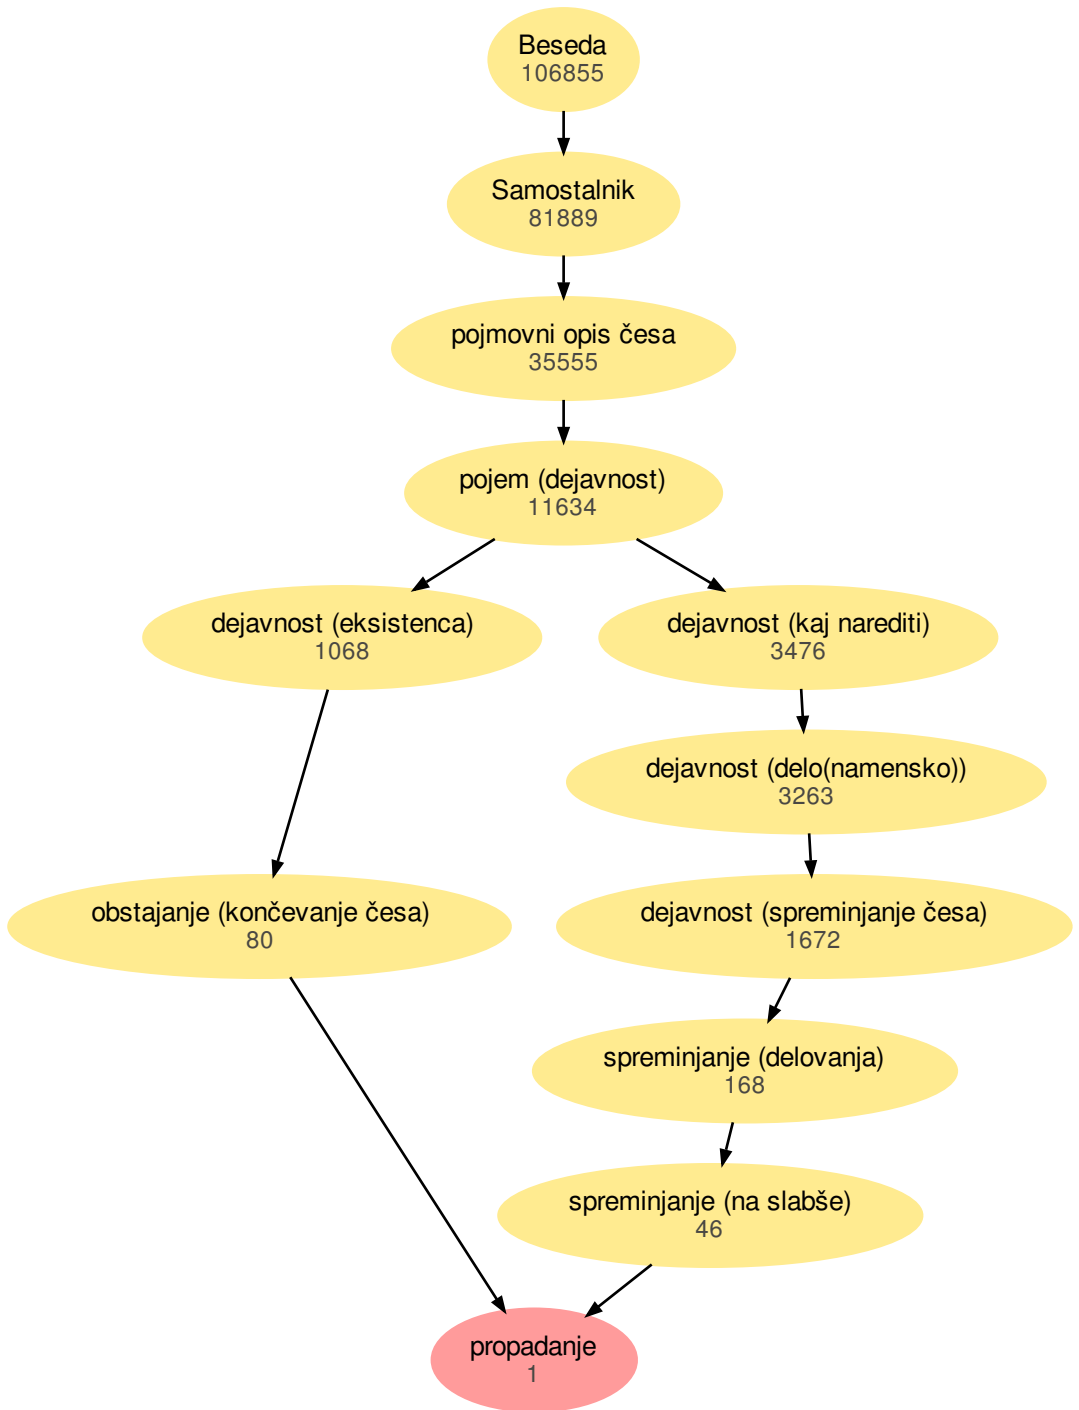 Beseda
106855
Samostalnik
81889
pojmovni opis česa
35555
pojem (dejavnost)
11634
dejavnost (eksistenca)
1068
dejavnost (kaj narediti)
3476
dejavnost (delo(namensko))
3263
obstajanje (končevanje česa)
80
dejavnost (spreminjanje česa)
1672
spreminjanje (delovanja)
168
spreminjanje (na slabše)
46
propadanje
1